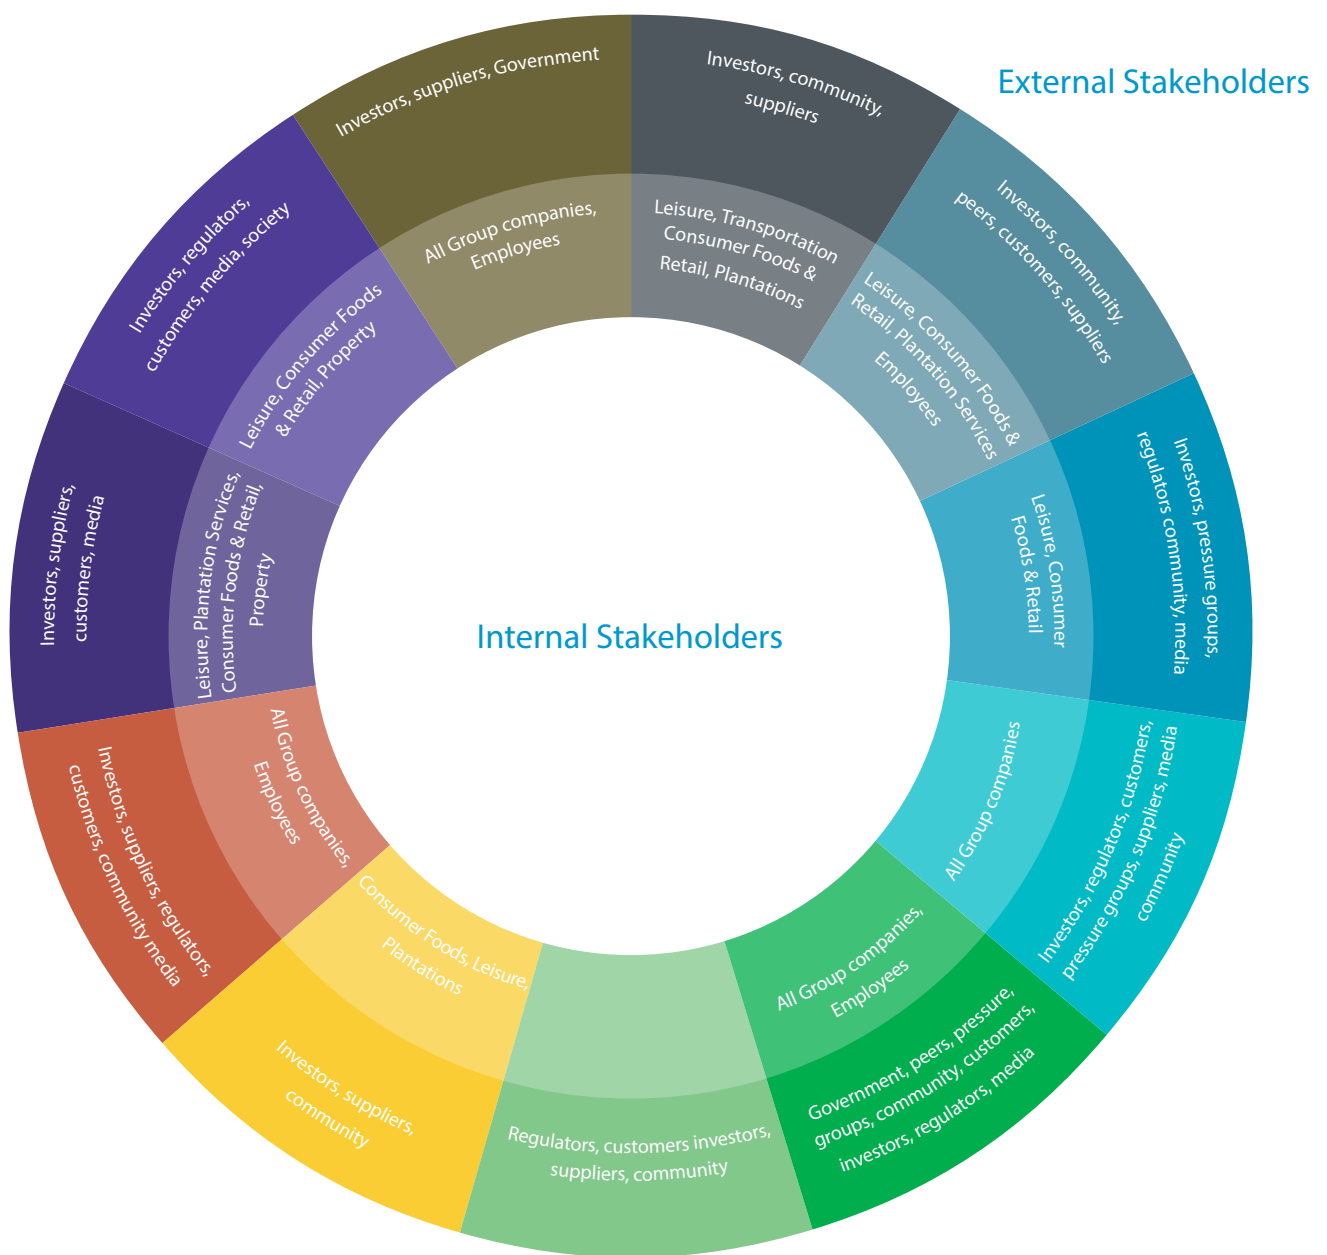 External Stakeholders
Investors, community,
suppliers
Leisure, Transportation
Consumer Foods &
Retail, Plantations
Investors, community,
peers, customers, suppliers
Leisure, Consumer Foods &
Retail, Plantation Services
Employees
Investors, pressure groups,
regulators community, media
Leisure, Consumer
Foods & Retail
Investors, regulators, customers,
pressure groups, suppliers, media
community
All Group companies
Government, peers, pressure,
groups, community, customers,
investors, regulators, media
All Group companies,
Employees
Regulators, customers investors,
suppliers, community
Consumer Foods, Leisure,
Plantations
Investors, suppliers,
community
All Group companies,
Employees
Investors, suppliers, regulators,
customers, community media
Investors, suppliers,
customers, media
Leisure, Plantation Services,
Consumer Foods & Retail,
Property
Investors, regulators,
customers, media, society
Leisure, Consumer Foods
& Retail, Property
Investors, suppliers, Government
All Group companies,
Employees
Internal Stakeholders